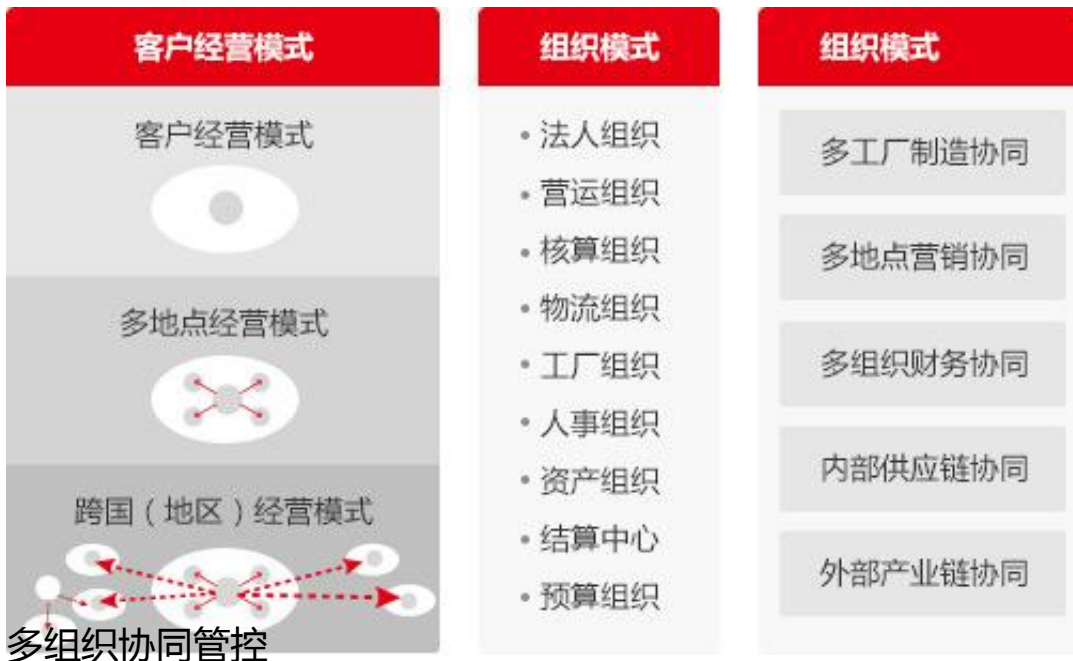 客户经营模式
客户经营模式
多地点经营模式
跨国（地区）经营模式
组织模式
• 法人组织
• 营运组织
• 核算组织
• 物流组织
• 工厂组织
• 人事组织
• 资产组织
• 结算中心
• 预算组织
组织模式
多工厂制造协同
多地点营销协同
多组织财务协同
内部供应链协同
外部产业链协同
多组织协同管控